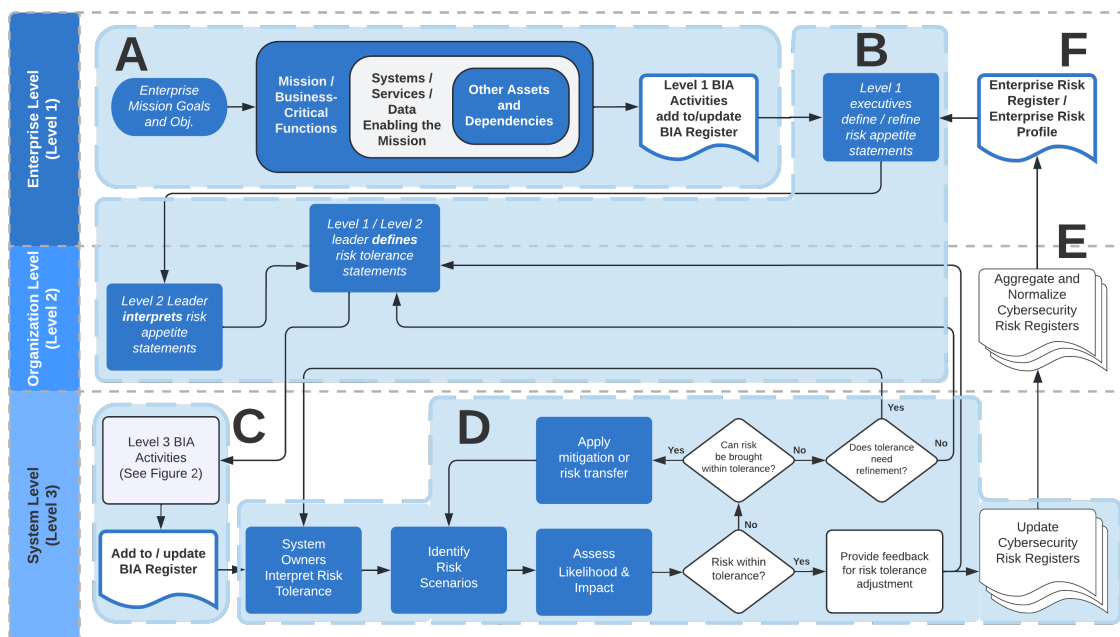 Enterprise Level
(Level 1)
A
Enterprise
Mission Goals
and Obj.
Mission /
Business-
Critical
Functions
Systems /
Services /
Data
Enabling the
Mission
Other Assets
and
Dependencies
Level 1 BIA
Activities
add to/update
BIA Register
B
Level 1
executives
define / refine
risk appetite
statements
F
Enterprise Risk
Register /
Enterprise Risk
Profile
Organization Level
(Level 2)
Level 2 Leader
interprets risk
appetite
statements
Level 1 / Level 2
leader defines
risk tolerance
statements
E
Aggregate and
Normalize
Cybersecurity
Risk Registers
System Level
(Level 3)
C
Level 3 BIA
Activities
(See Figure 2)
Add to / update
BIA Register
D
System
Owners
Interpret Risk
Tolerance
Identify
Risk
Scenarios
Apply
mitigation or
risk transfer
Assess
Likelihood &
Impact
Yes
Can risk
be brought
within tolerance?
No
Does tolerance
need
refinement?
Yes
No
No
Risk within
tolerance?
Yes
Provide feedback
for risk tolerance
adjustment
Update
Cybersecurity
Risk Registers